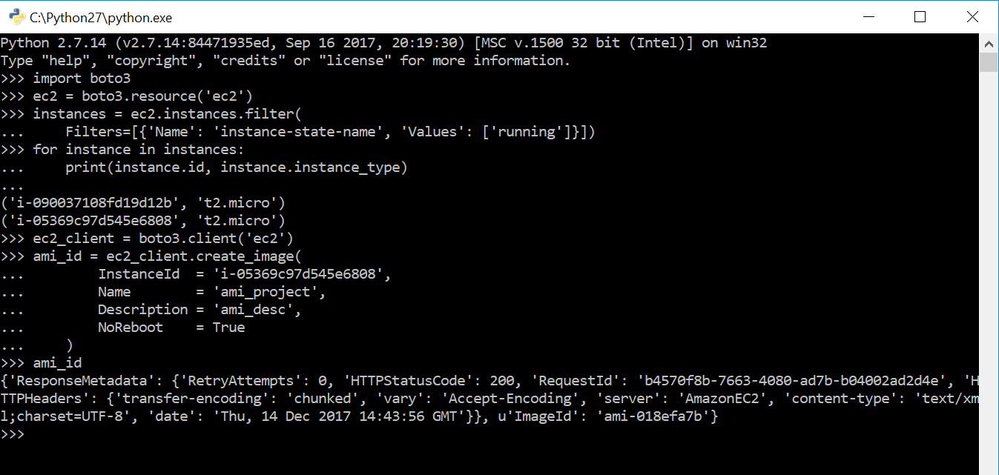 C:\Python27\python.exe
Python 2.7.14 (v2.7.14:84471935ed, Sep 16 2017, 20:19:30) [MSC v.1500 32 bit (Intel)] on win32
Type "help", "copyright", "credits" or "license" for more information.
>>> import boto3
>>> ec2 = boto3.resource('ec2')
>>> instances = ec2.instances.filter(
...     Filters=[{'Name': 'instance-state-name', 'Values': ['running']}])
>>> for instance in instances:
...     print(instance.id, instance.instance_type)
...
('i-090037108fd19d12b', 't2.micro')
('i-05369c97d545e6808', 't2.micro')
>>> ec2_client = boto3.client('ec2')
>>> ami_id = ec2_client.create_image(
...         InstanceId  = 'i-05369c97d545e6808',
...         Name        = 'ami_project',
...         Description = 'ami_desc',
...         NoReboot    = True
...     )
>>> ami_id
{'ResponseMetadata': {'RetryAttempts': 0, 'HTTPStatusCode': 200, 'RequestId': 'b4570f8b-7663-4080-ad7b-b04002ad2d4e', 'H
TTPHeaders': {'transfer-encoding': 'chunked', 'vary': 'Accept-Encoding', 'server': 'AmazonEC2', 'content-type': 'text/xm
l;charset=UTF-8', 'date': 'Thu, 14 Dec 2017 14:43:56 GMT'}}, u'ImageId': 'ami-018efa7b'}
>>>